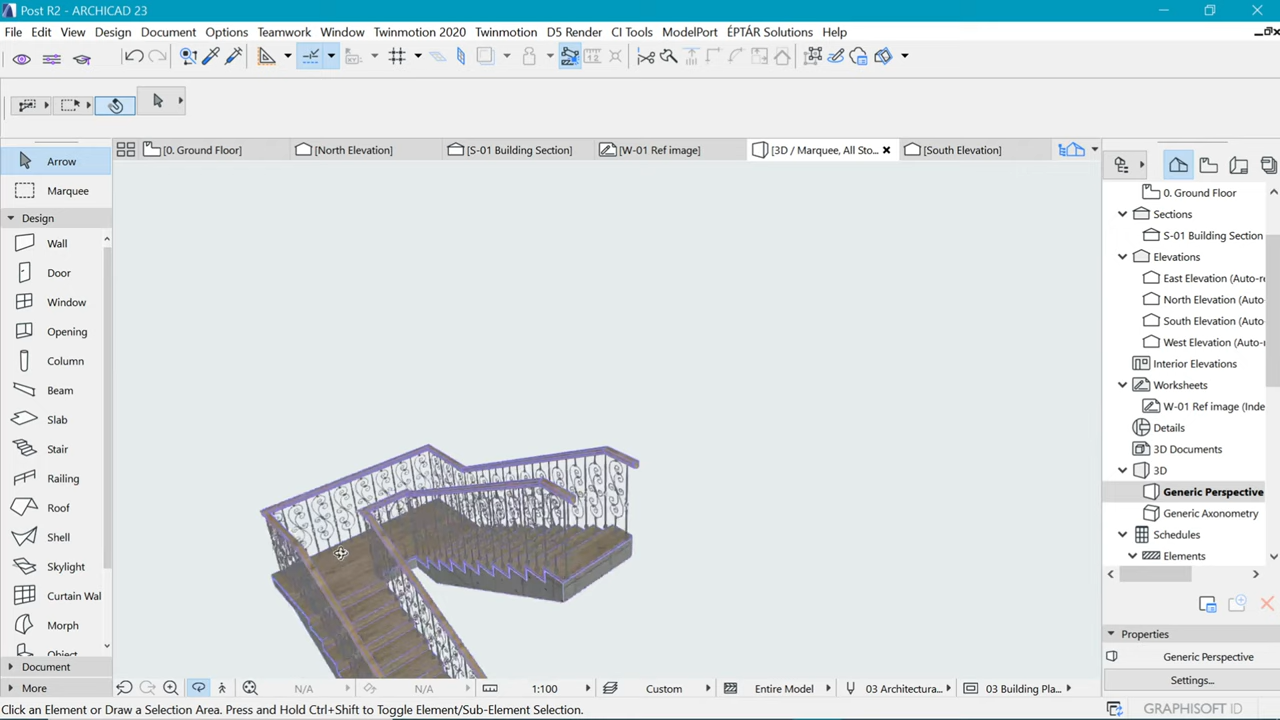 Post R2 - ARCHICAD 23
File Edit View Design Document Options Teamwork Window Twinmotion 2020 Twinmotion D5 Render CI Tools ModelPort ÉPTÁR Solutions Help
[0. Ground Floor] [North Elevation] [S-01 Building Section] [W-01 Ref image] [3D / Marquee, All Sto... [South Elevation]
Arrow
Marquee
Design
Wall
Door
Window
Opening
Column
Beam
Slab
Stair
Railing
Roof
Shell
Skylight
Curtain Wal
Morph
Object
Document
More
0. Ground Floor
Sections
S-01 Building Section
Elevations
East Elevation (Auto-re
North Elevation (Auto
South Elevation (Auto-
West Elevation (Auto-
Interior Elevations
Worksheets
W-01 Ref image (Inde
Details
3D Documents
3D
Generic Perspective
Generic Axonometry
Schedules
Elements
Properties
Generic Perspective
Settings...
N/A N/A 1:100 Custom Entire Model 03 Architectura... 03 Building Pla...
Click an Element or Draw a Selection Area. Press and Hold Ctrl+Shift to Toggle Element/Sub-Element Selection.
GRAPHISOFT ID